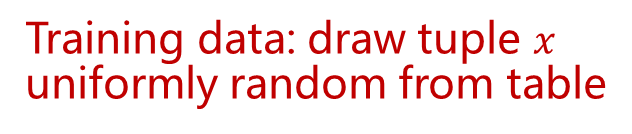 Training data: draw tuple 𝑥
uniformly random from table